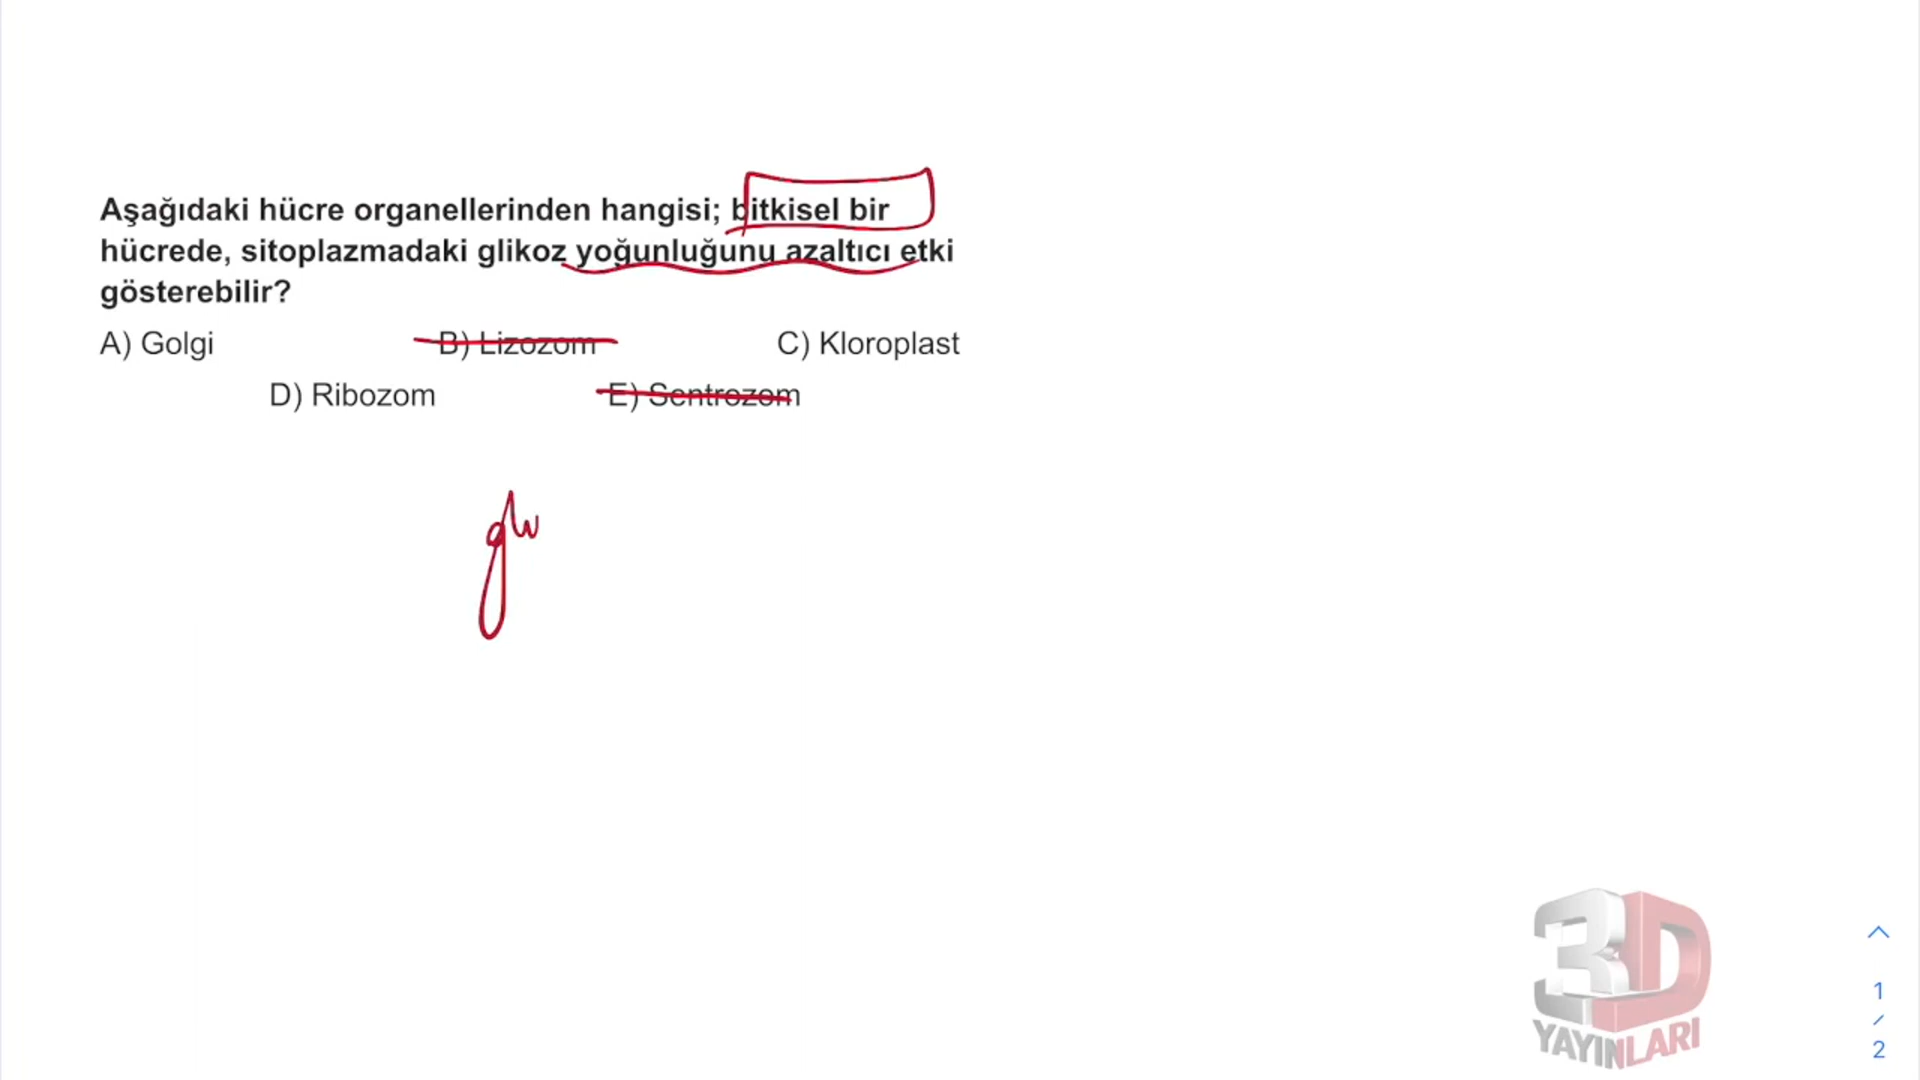 Aşağıdaki hücre organellerinden hangisi; bitkisel bir
hücrede, sitoplazmadaki glikoz yoğunluğunu azaltıcı etki
gösterebilir?
A) Golgi B) Lizozom C) Kloroplast
D) Ribozom E) Sentrozom
glu
3D
YAYINLARI
1
/
2